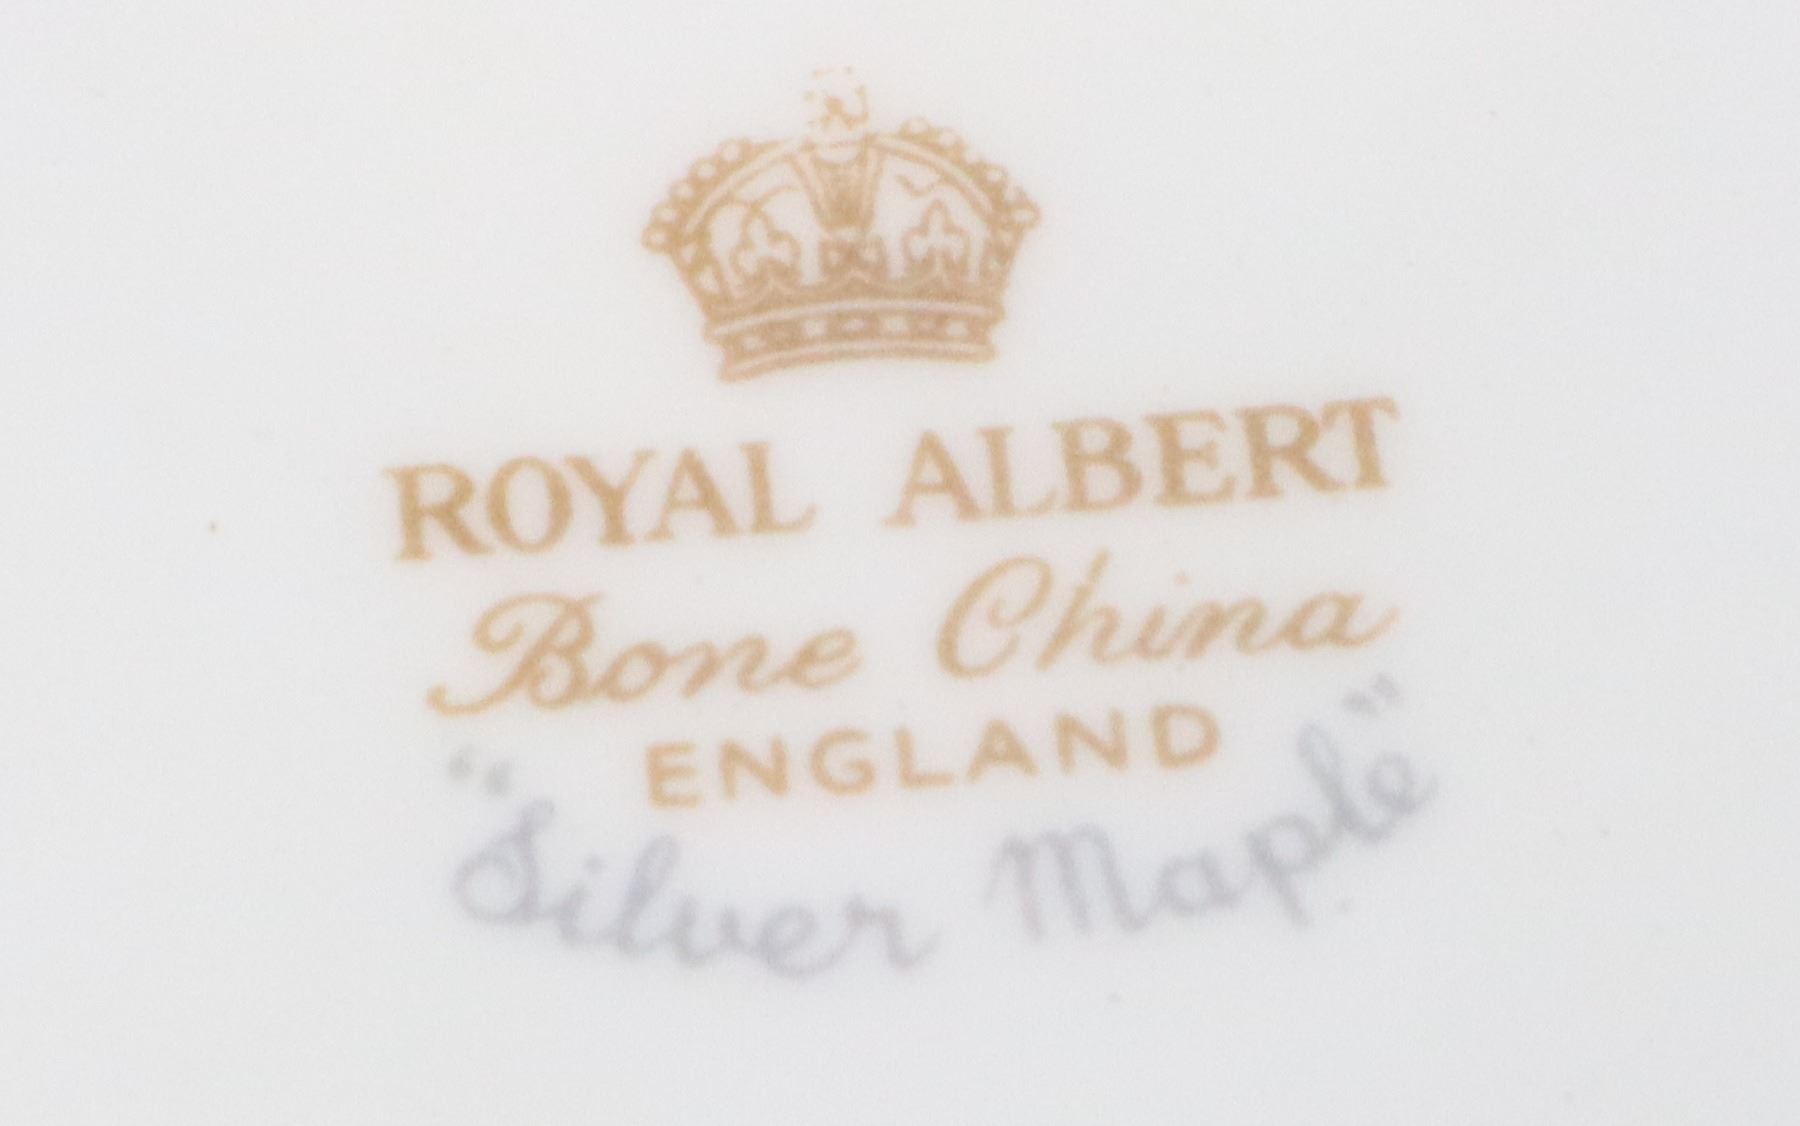 ROYAL ALBERT
Bone China
ENGLAND
"Silver Maple"